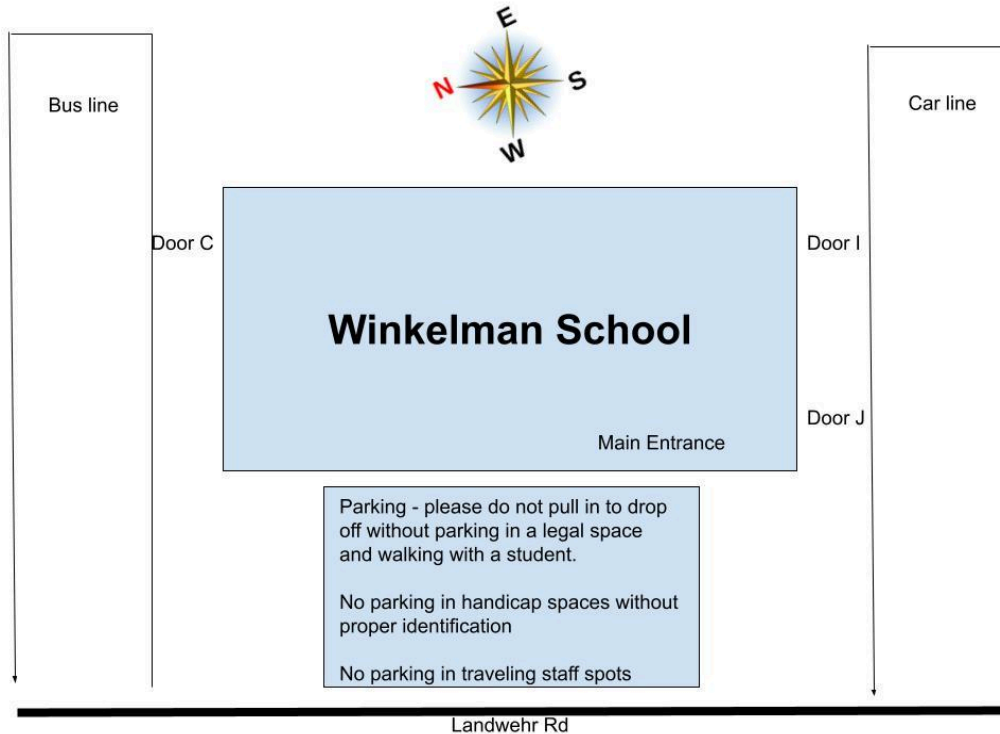 E
N
S
W
Bus line
Car line
Door C
Door I
Winkelman School
Door J
Main Entrance
Parking - please do not pull in to drop
off without parking in a legal space
and walking with a student.
No parking in handicap spaces without
proper identification
No parking in traveling staff spots
Landwehr Rd